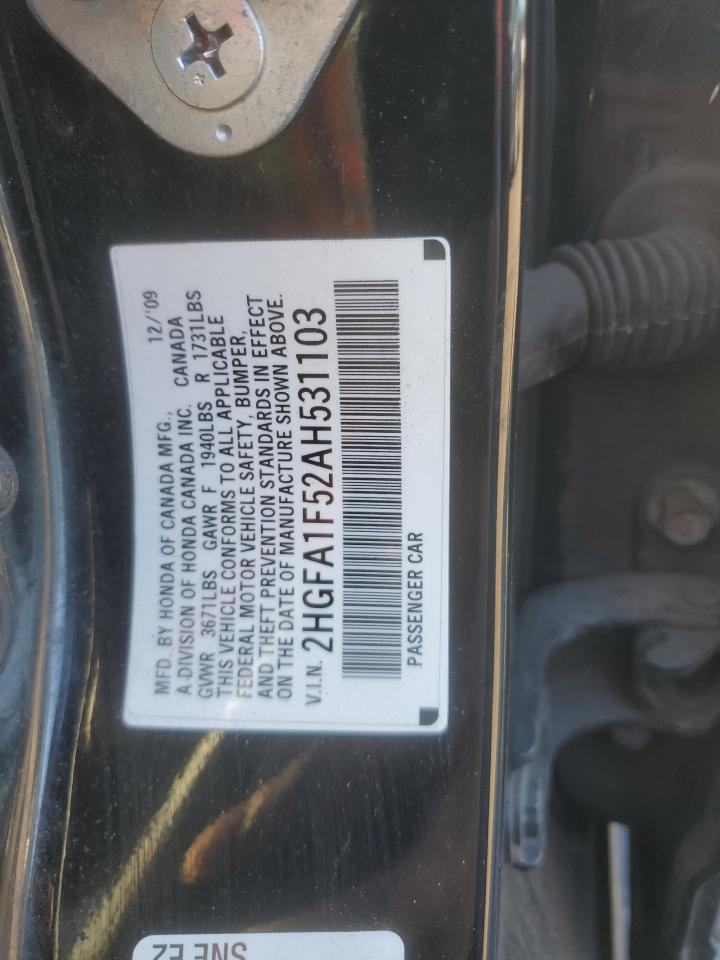 MFD. BY HONDA OF CANADA MFG., 12/'09
A DIVISION OF HONDA CANADA INC. CANADA
GVWR 3671LBS GAWR F 1940LBS R 1731LBS
THIS VEHICLE CONFORMS TO ALL APPLICABLE
FEDERAL MOTOR VEHICLE SAFETY, BUMPER,
AND THEFT PREVENTION STANDARDS IN EFFECT
ON THE DATE OF MANUFACTURE SHOWN ABOVE.
V.I.N. 2HGFA1F52AH531103
PASSENGER CAR